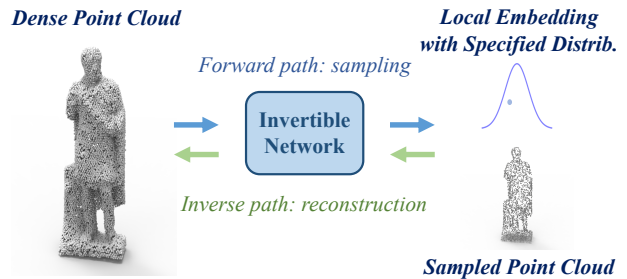 Dense Point Cloud
Local Embedding
with Specified Distrib.
Forward path: sampling
Invertible
Network
Inverse path: reconstruction
Sampled Point Cloud